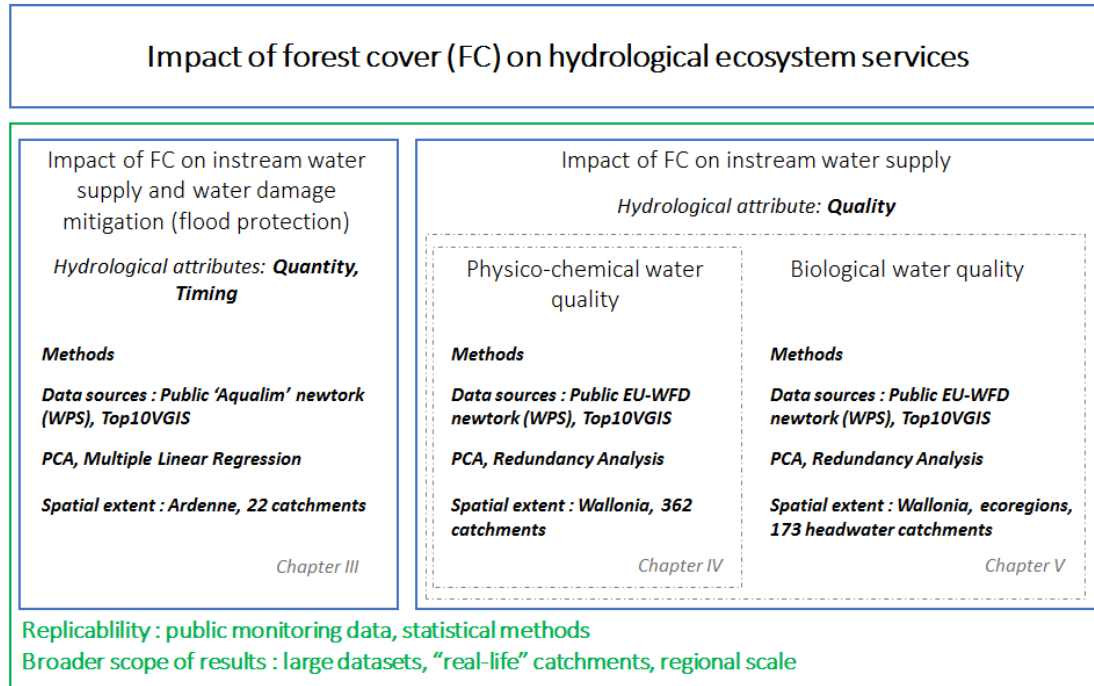 Impact of forest cover (FC) on hydrological ecosystem services
Impact of FC on instream water
supply and water damage
mitigation (flood protection)
Hydrological attributes: Quantity,
Timing
Methods
Data sources : Public ‘Aqualim’ newtork
(WPS), Top10VGIS
PCA, Multiple Linear Regression
Spatial extent : Ardenne, 22 catchments
Chapter III
Impact of FC on instream water supply
Hydrological attribute: Quality
Physico-chemical water
quality
Methods
Data sources : Public EU-WFD
newtork (WPS), Top10VGIS
PCA, Redundancy Analysis
Spatial extent : Wallonia, 362
catchments
Chapter IV
Biological water quality
Methods
Data sources : Public EU-WFD
newtork (WPS), Top10VGIS
PCA, Redundancy Analysis
Spatial extent : Wallonia, ecoregions,
173 headwater catchments
Chapter V
Replicablility : public monitoring data, statistical methods
Broader scope of results : large datasets, “real-life” catchments, regional scale